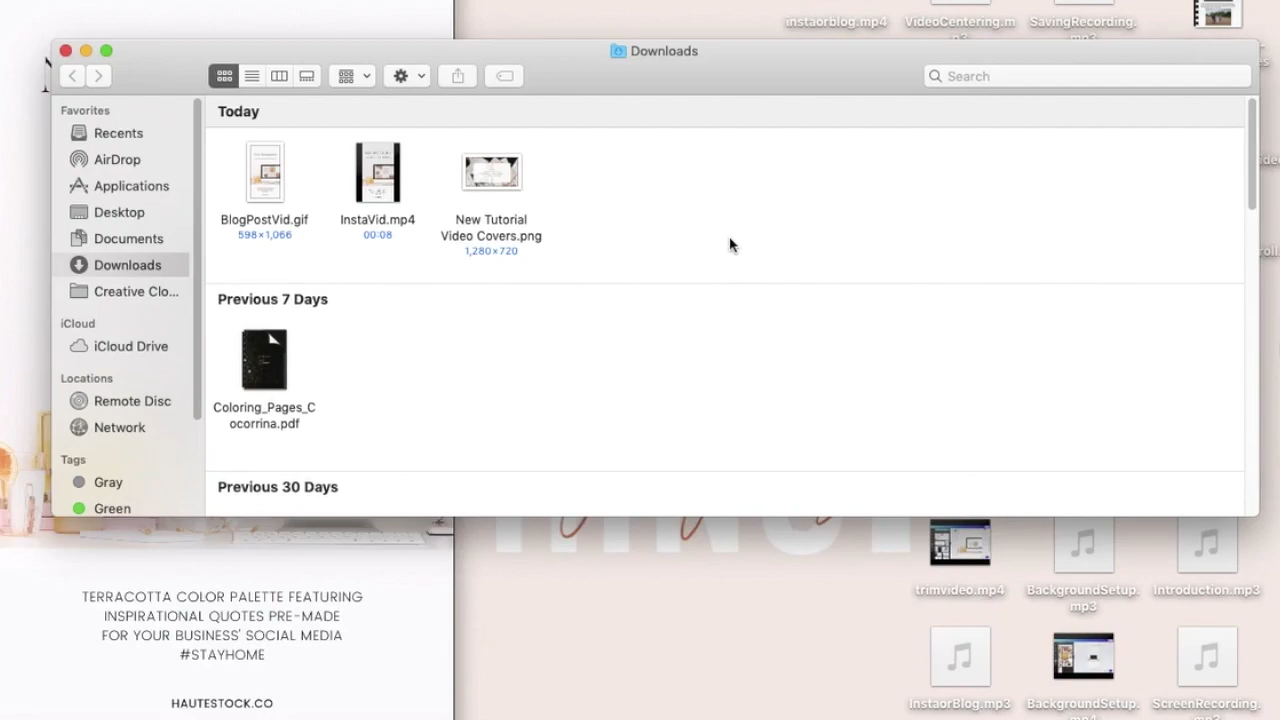 instaorblog.mp4
VideoCentering.m
p3
SavingRecording.
mp3
Downloads
Search
Favorites
Recents
AirDrop
Applications
Desktop
Documents
Downloads
Creative Clo...
iCloud
iCloud Drive
Locations
Remote Disc
Network
Tags
Gray
Green
Today
BlogPostVid.gif
598×1,066
InstaVid.mp4
00:08
New Tutorial
Video Covers.png
1,280×720
Previous 7 Days
Coloring_Pages_C
ocorrina.pdf
Previous 30 Days
TERRACOTTA COLOR PALETTE FEATURING
INSPIRATIONAL QUOTES PRE-MADE
FOR YOUR BUSINESS' SOCIAL MEDIA
#STAYHOME
HAUTESTOCK.CO
trimvideo.mp4
BackgroundSetup.
mp3
Introduction.mp3
InstaorBlog.mp3
BackgroundSetup.
mp4
ScreenRecording.
mp3